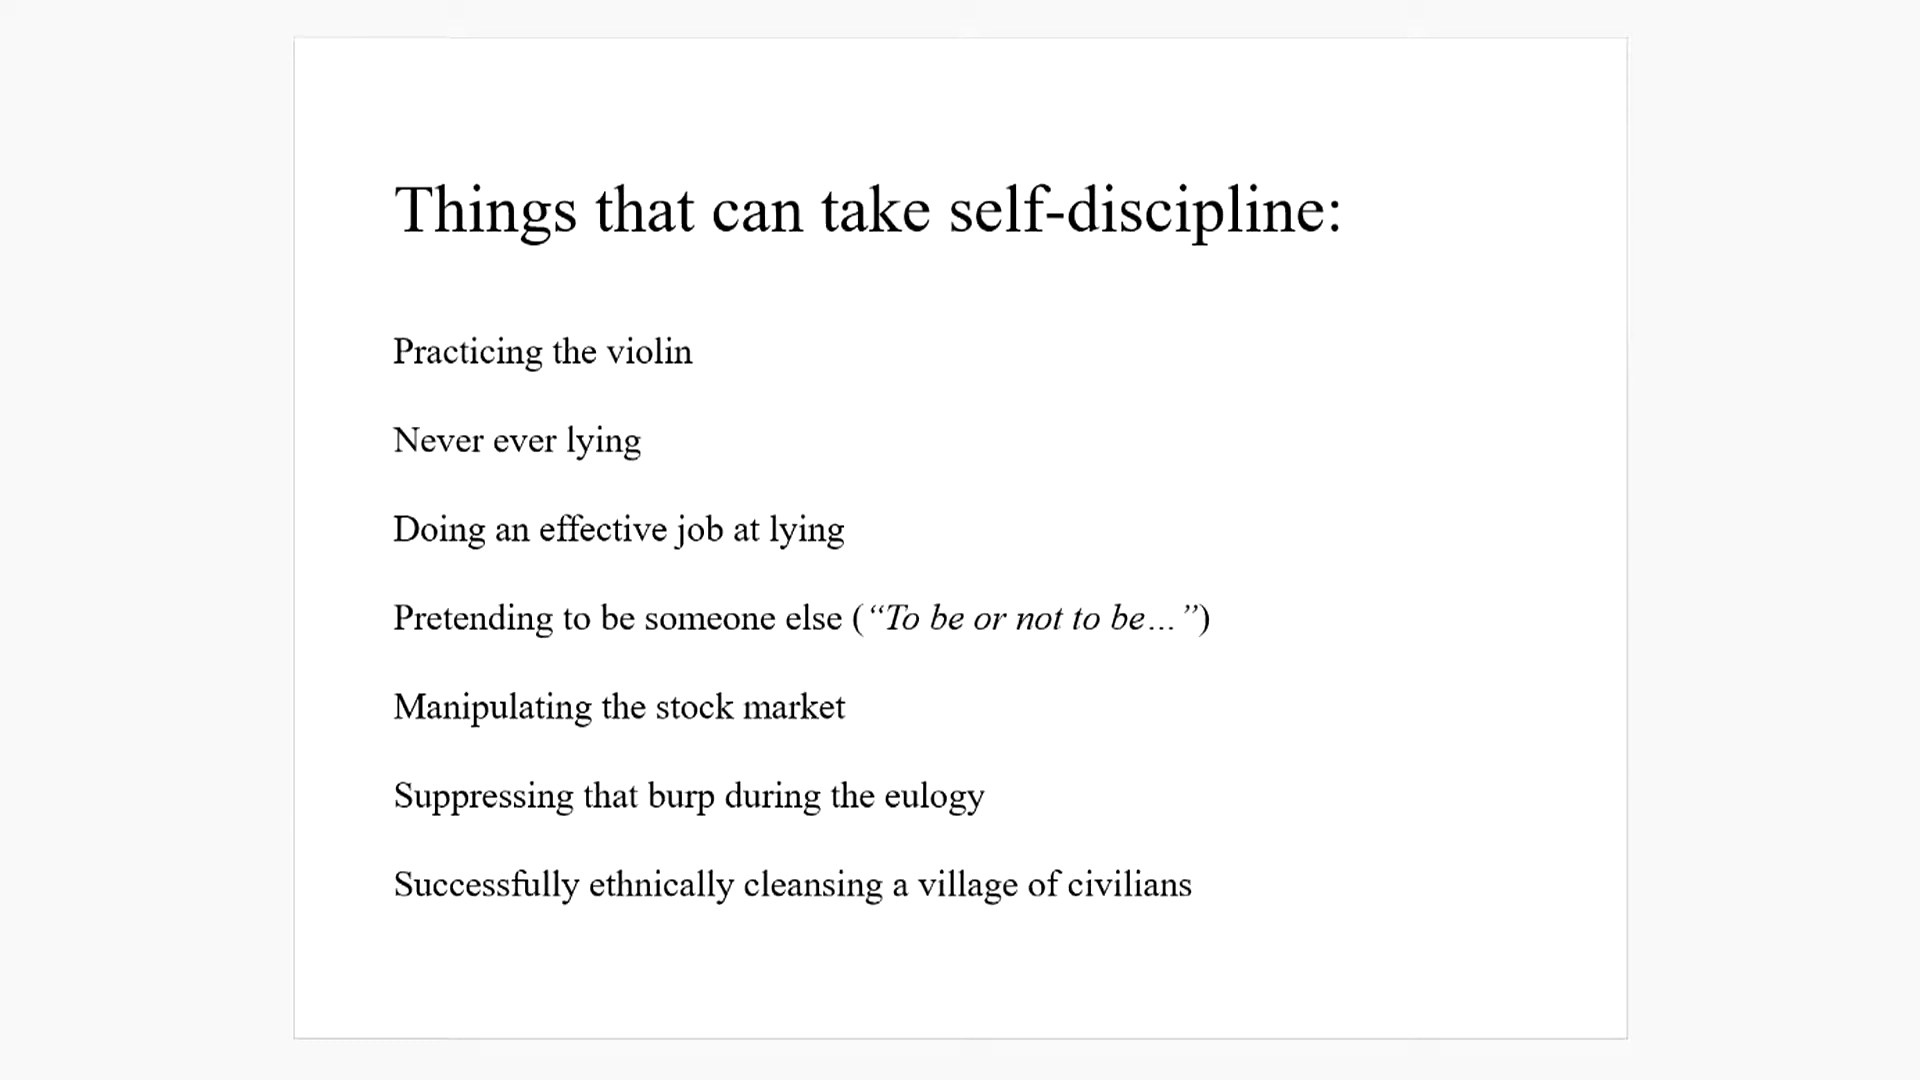 Things that can take self-discipline:
Practicing the violin
Never ever lying
Doing an effective job at lying
Pretending to be someone else (“To be or not to be…”)
Manipulating the stock market
Suppressing that burp during the eulogy
Successfully ethnically cleansing a village of civilians